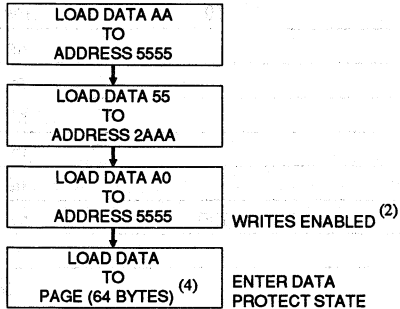 LOAD DATA AA
TO
ADDRESS 5555
LOAD DATA 55
TO
ADDRESS 2AAA
LOAD DATA A0
TO
ADDRESS 5555
WRITES ENABLED (2)
LOAD DATA
TO
PAGE (64 BYTES) (4)
ENTER DATA
PROTECT STATE